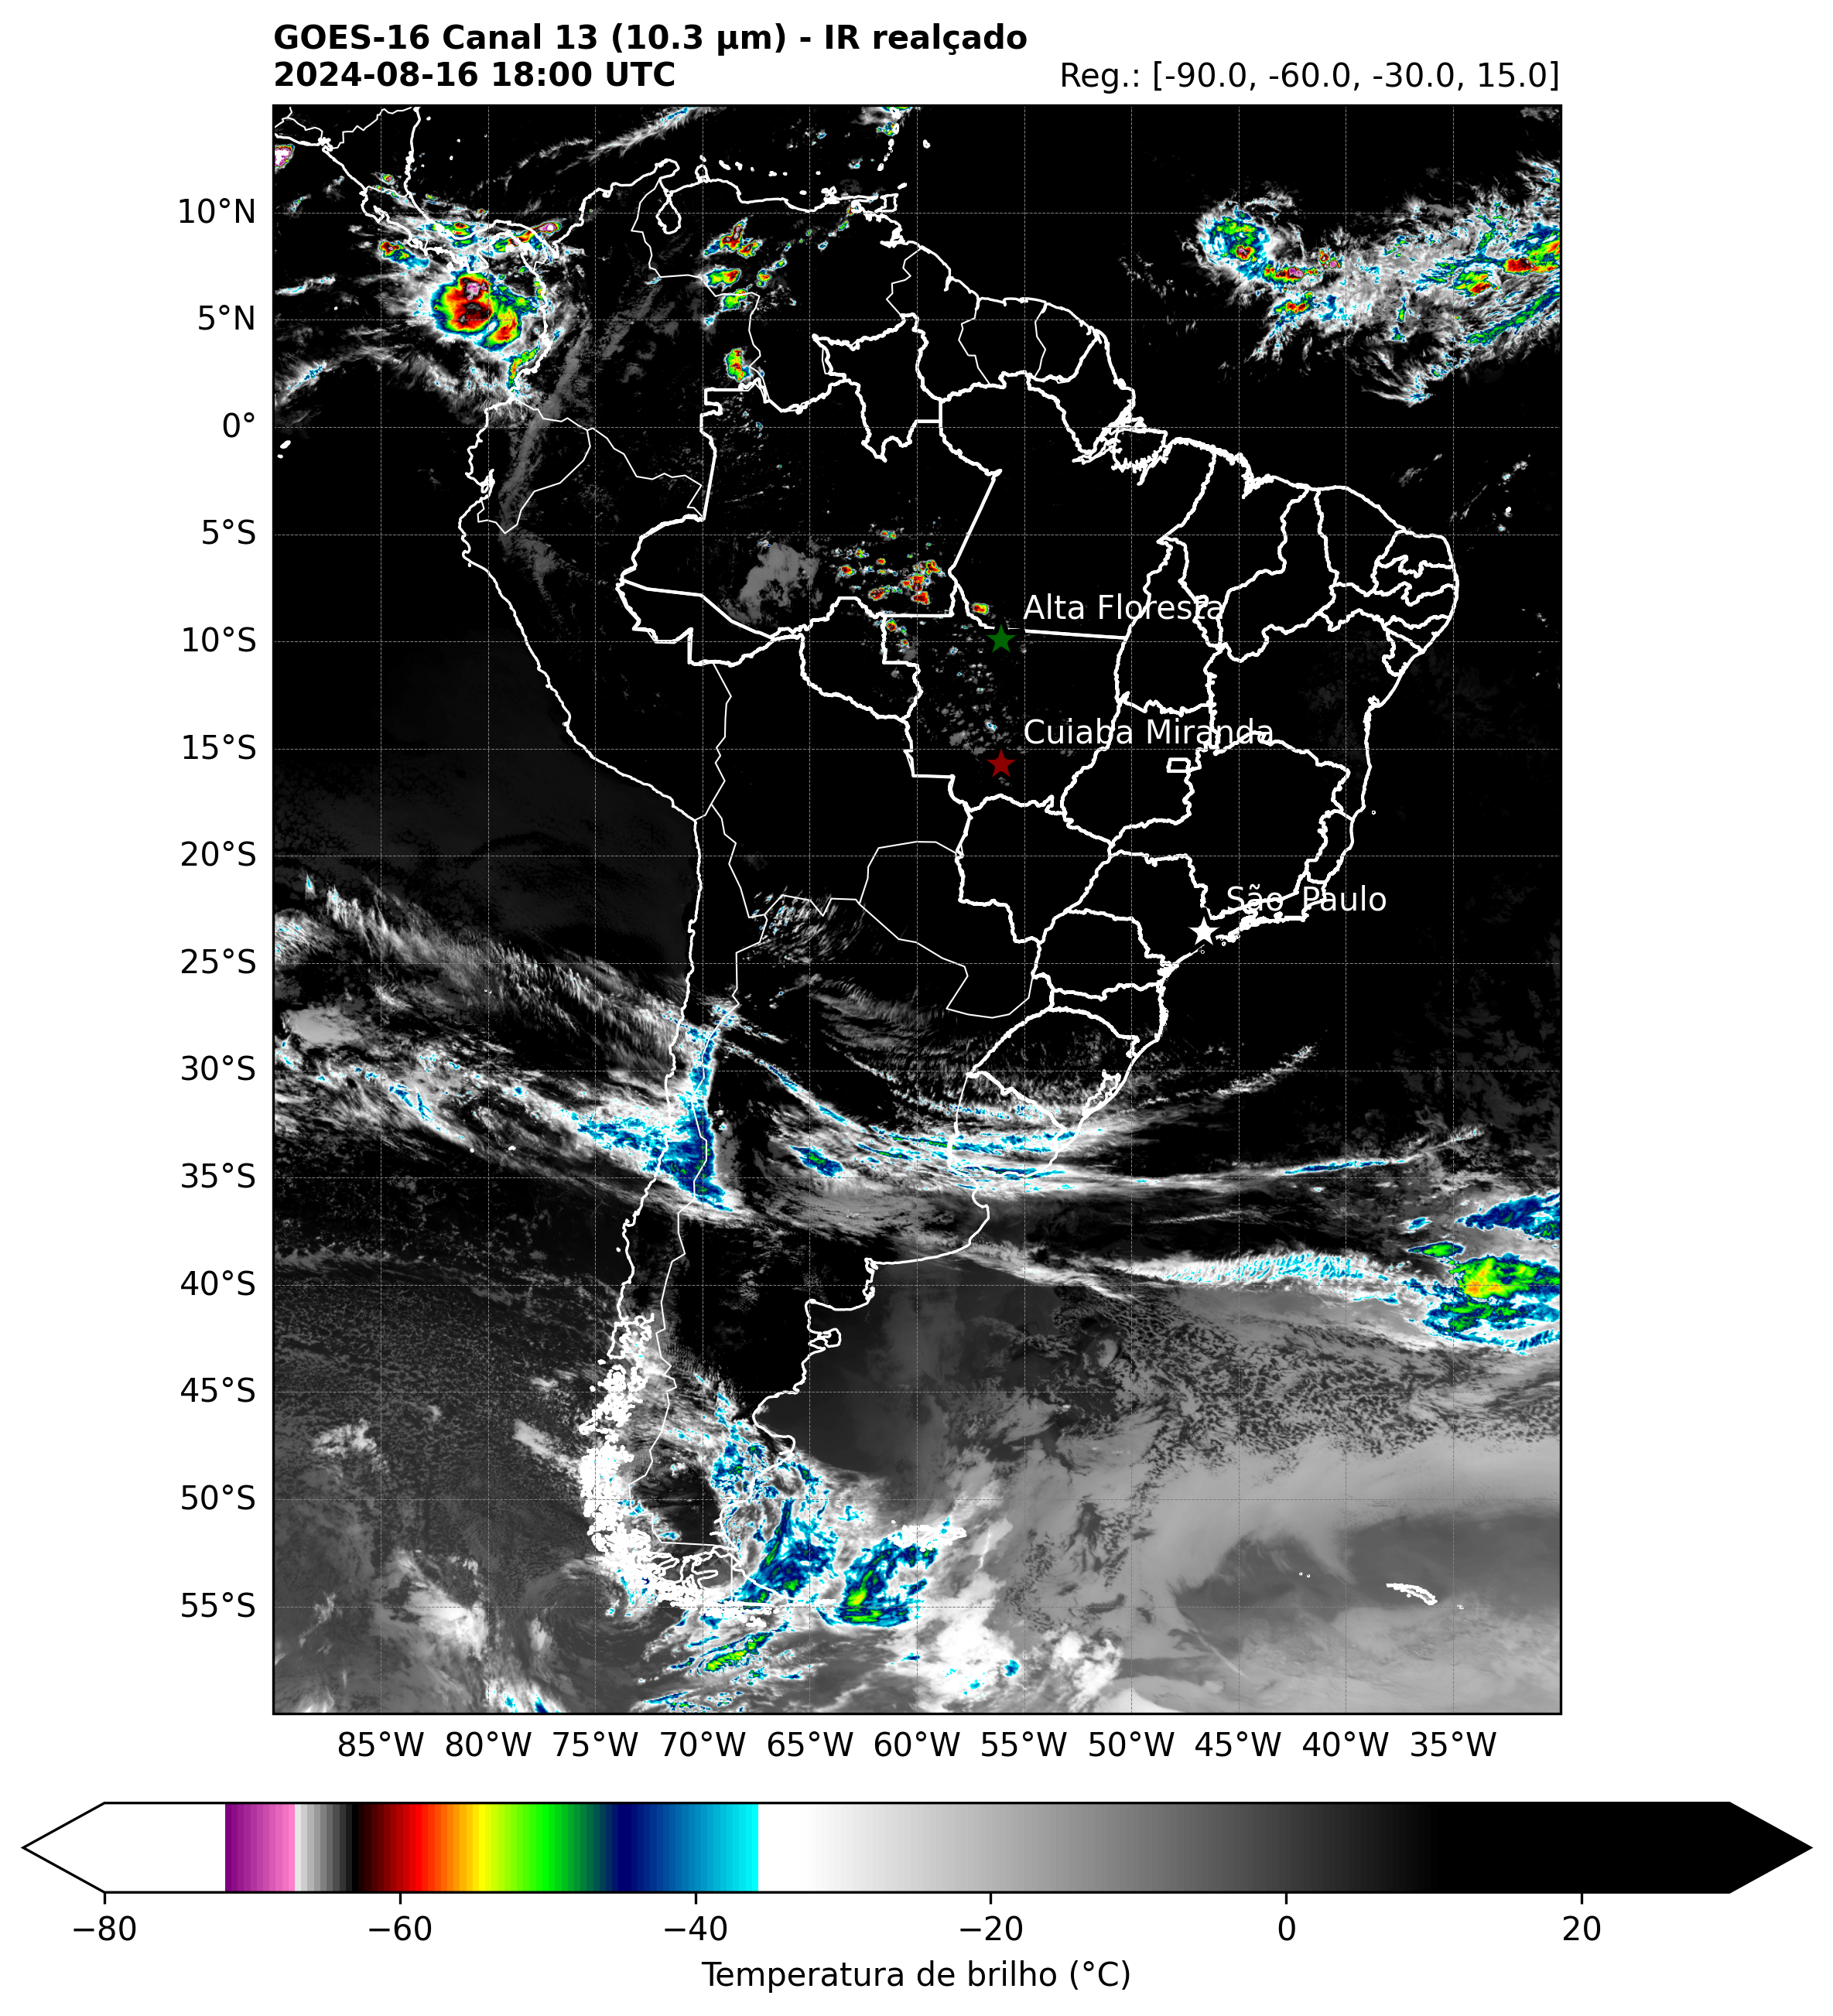 GOES-16 Canal 13 (10.3 µm) - IR realçado
2024-08-16 18:00 UTC
Reg.: [-90.0, -60.0, -30.0, 15.0]
10°N
5°N
0°
5°S
Alta Floresta
10°S
Cuiaba Miranda
15°S
20°S
São Paulo
25°S
30°S
35°S
40°S
45°S
50°S
55°S
85°W 80°W 75°W 70°W 65°W 60°W 55°W 50°W 45°W 40°W 35°W
−80 −60 −40 −20 0 20
Temperatura de brilho (°C)